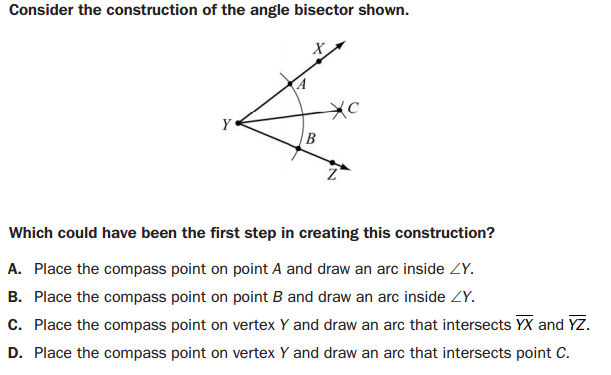 Consider the construction of the angle bisector shown.
X
A
C
Y
B
Z
Which could have been the first step in creating this construction?
A. Place the compass point on point A and draw an arc inside ∠Y.
B. Place the compass point on point B and draw an arc inside ∠Y.
C. Place the compass point on vertex Y and draw an arc that intersects Y̅X̅ and Y̅Z̅.
D. Place the compass point on vertex Y and draw an arc that intersects point C.